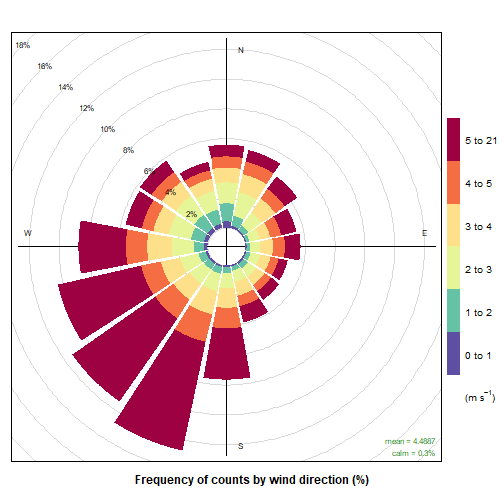 18%
16%
14%
12%
10%
8%
6%
4%
2%
N
W
E
S
5 to 21
4 to 5
3 to 4
2 to 3
1 to 2
0 to 1
(m s⁻¹)
mean = 4.4887
calm = 0.3%
Frequency of counts by wind direction (%)